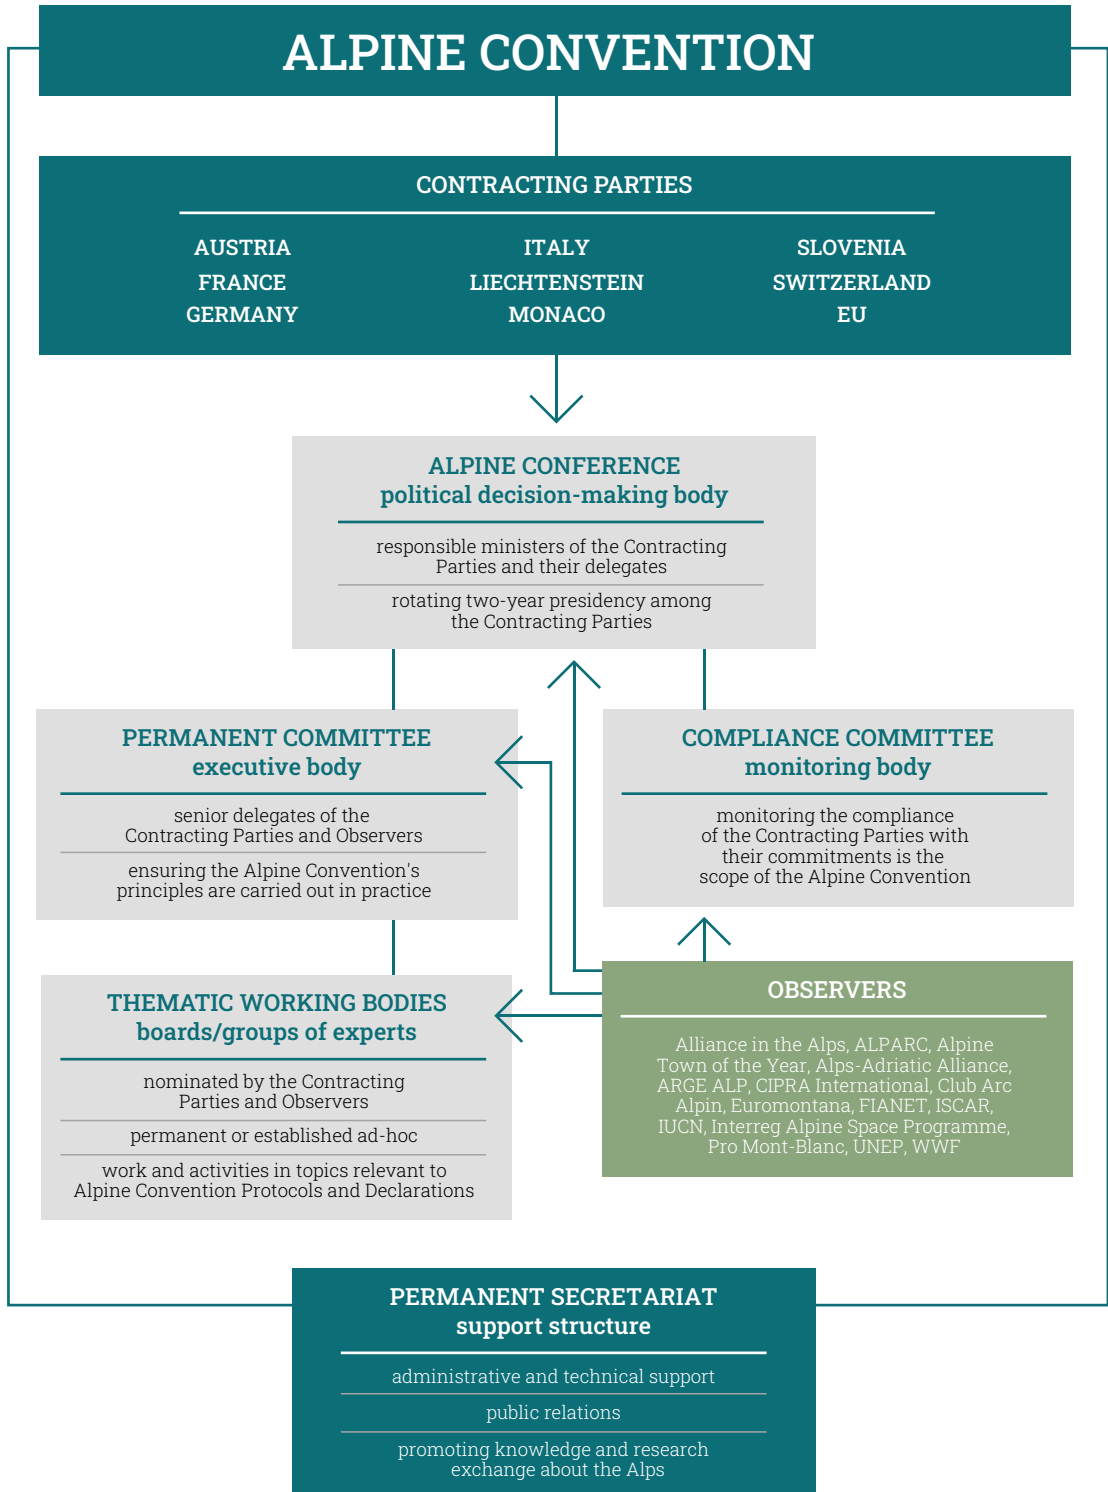 ALPINE CONVENTION
CONTRACTING PARTIES
AUSTRIA
FRANCE
GERMANY
ITALY
LIECHTENSTEIN
MONACO
SLOVENIA
SWITZERLAND
EU
ALPINE CONFERENCE
political decision-making body
responsible ministers of the Contracting
Parties and their delegates
rotating two-year presidency among
the Contracting Parties
PERMANENT COMMITTEE
executive body
senior delegates of the
Contracting Parties and Observers
ensuring the Alpine Convention's
principles are carried out in practice
COMPLIANCE COMMITTEE
monitoring body
monitoring the compliance
of the Contracting Parties with
their commitments is the
scope of the Alpine Convention
THEMATIC WORKING BODIES
boards/groups of experts
nominated by the Contracting
Parties and Observers
permanent or established ad-hoc
work and activities in topics relevant to
Alpine Convention Protocols and Declarations
OBSERVERS
Alliance in the Alps, ALPARC, Alpine
Town of the Year, Alps-Adriatic Alliance,
ARGE ALP, CIPRA International, Club Arc
Alpin, Euromontana, FIANET, ISCAR,
IUCN, Interreg Alpine Space Programme,
Pro Mont-Blanc, UNEP, WWF
PERMANENT SECRETARIAT
support structure
administrative and technical support
public relations
promoting knowledge and research
exchange about the Alps